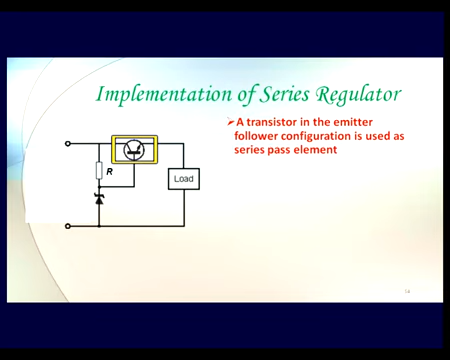 Implementation of Series Regulator
➢ A transistor in the emitter
follower configuration is used as
series pass element
R
Load